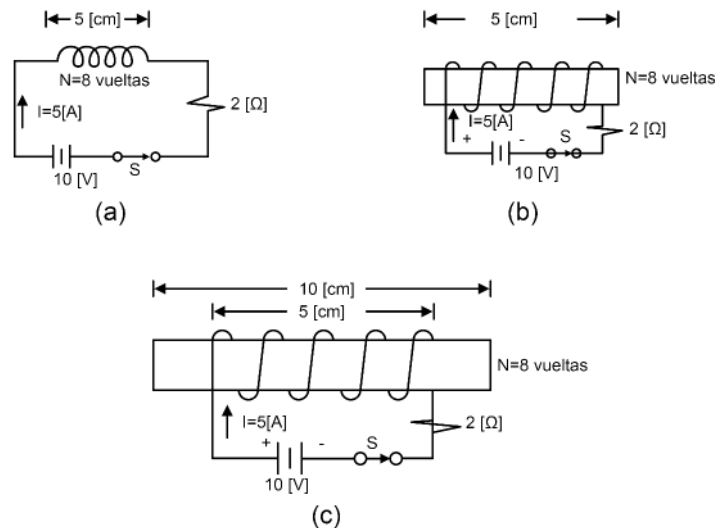 5 [cm]
N=8 vueltas
I=5[A]
2 [Ω]
S
10 [V]
(a)
5 [cm]
N=8 vueltas
I=5[A]
2 [Ω]
+ -
S
10 [V]
(b)
10 [cm]
5 [cm]
N=8 vueltas
I=5[A]
2 [Ω]
+ -
S
10 [V]
(c)